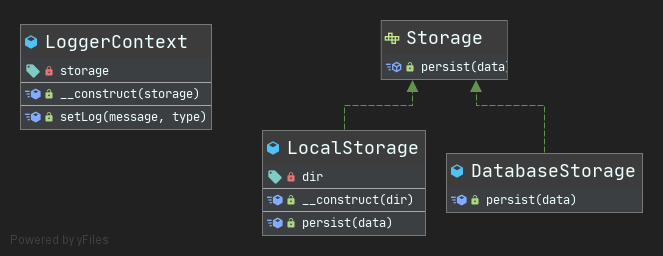 LoggerContext
storage
__construct(storage)
setLog(message, type)
Storage
persist(data)
LocalStorage
dir
__construct(dir)
persist(data)
DatabaseStorage
persist(data)
Powered by yFiles